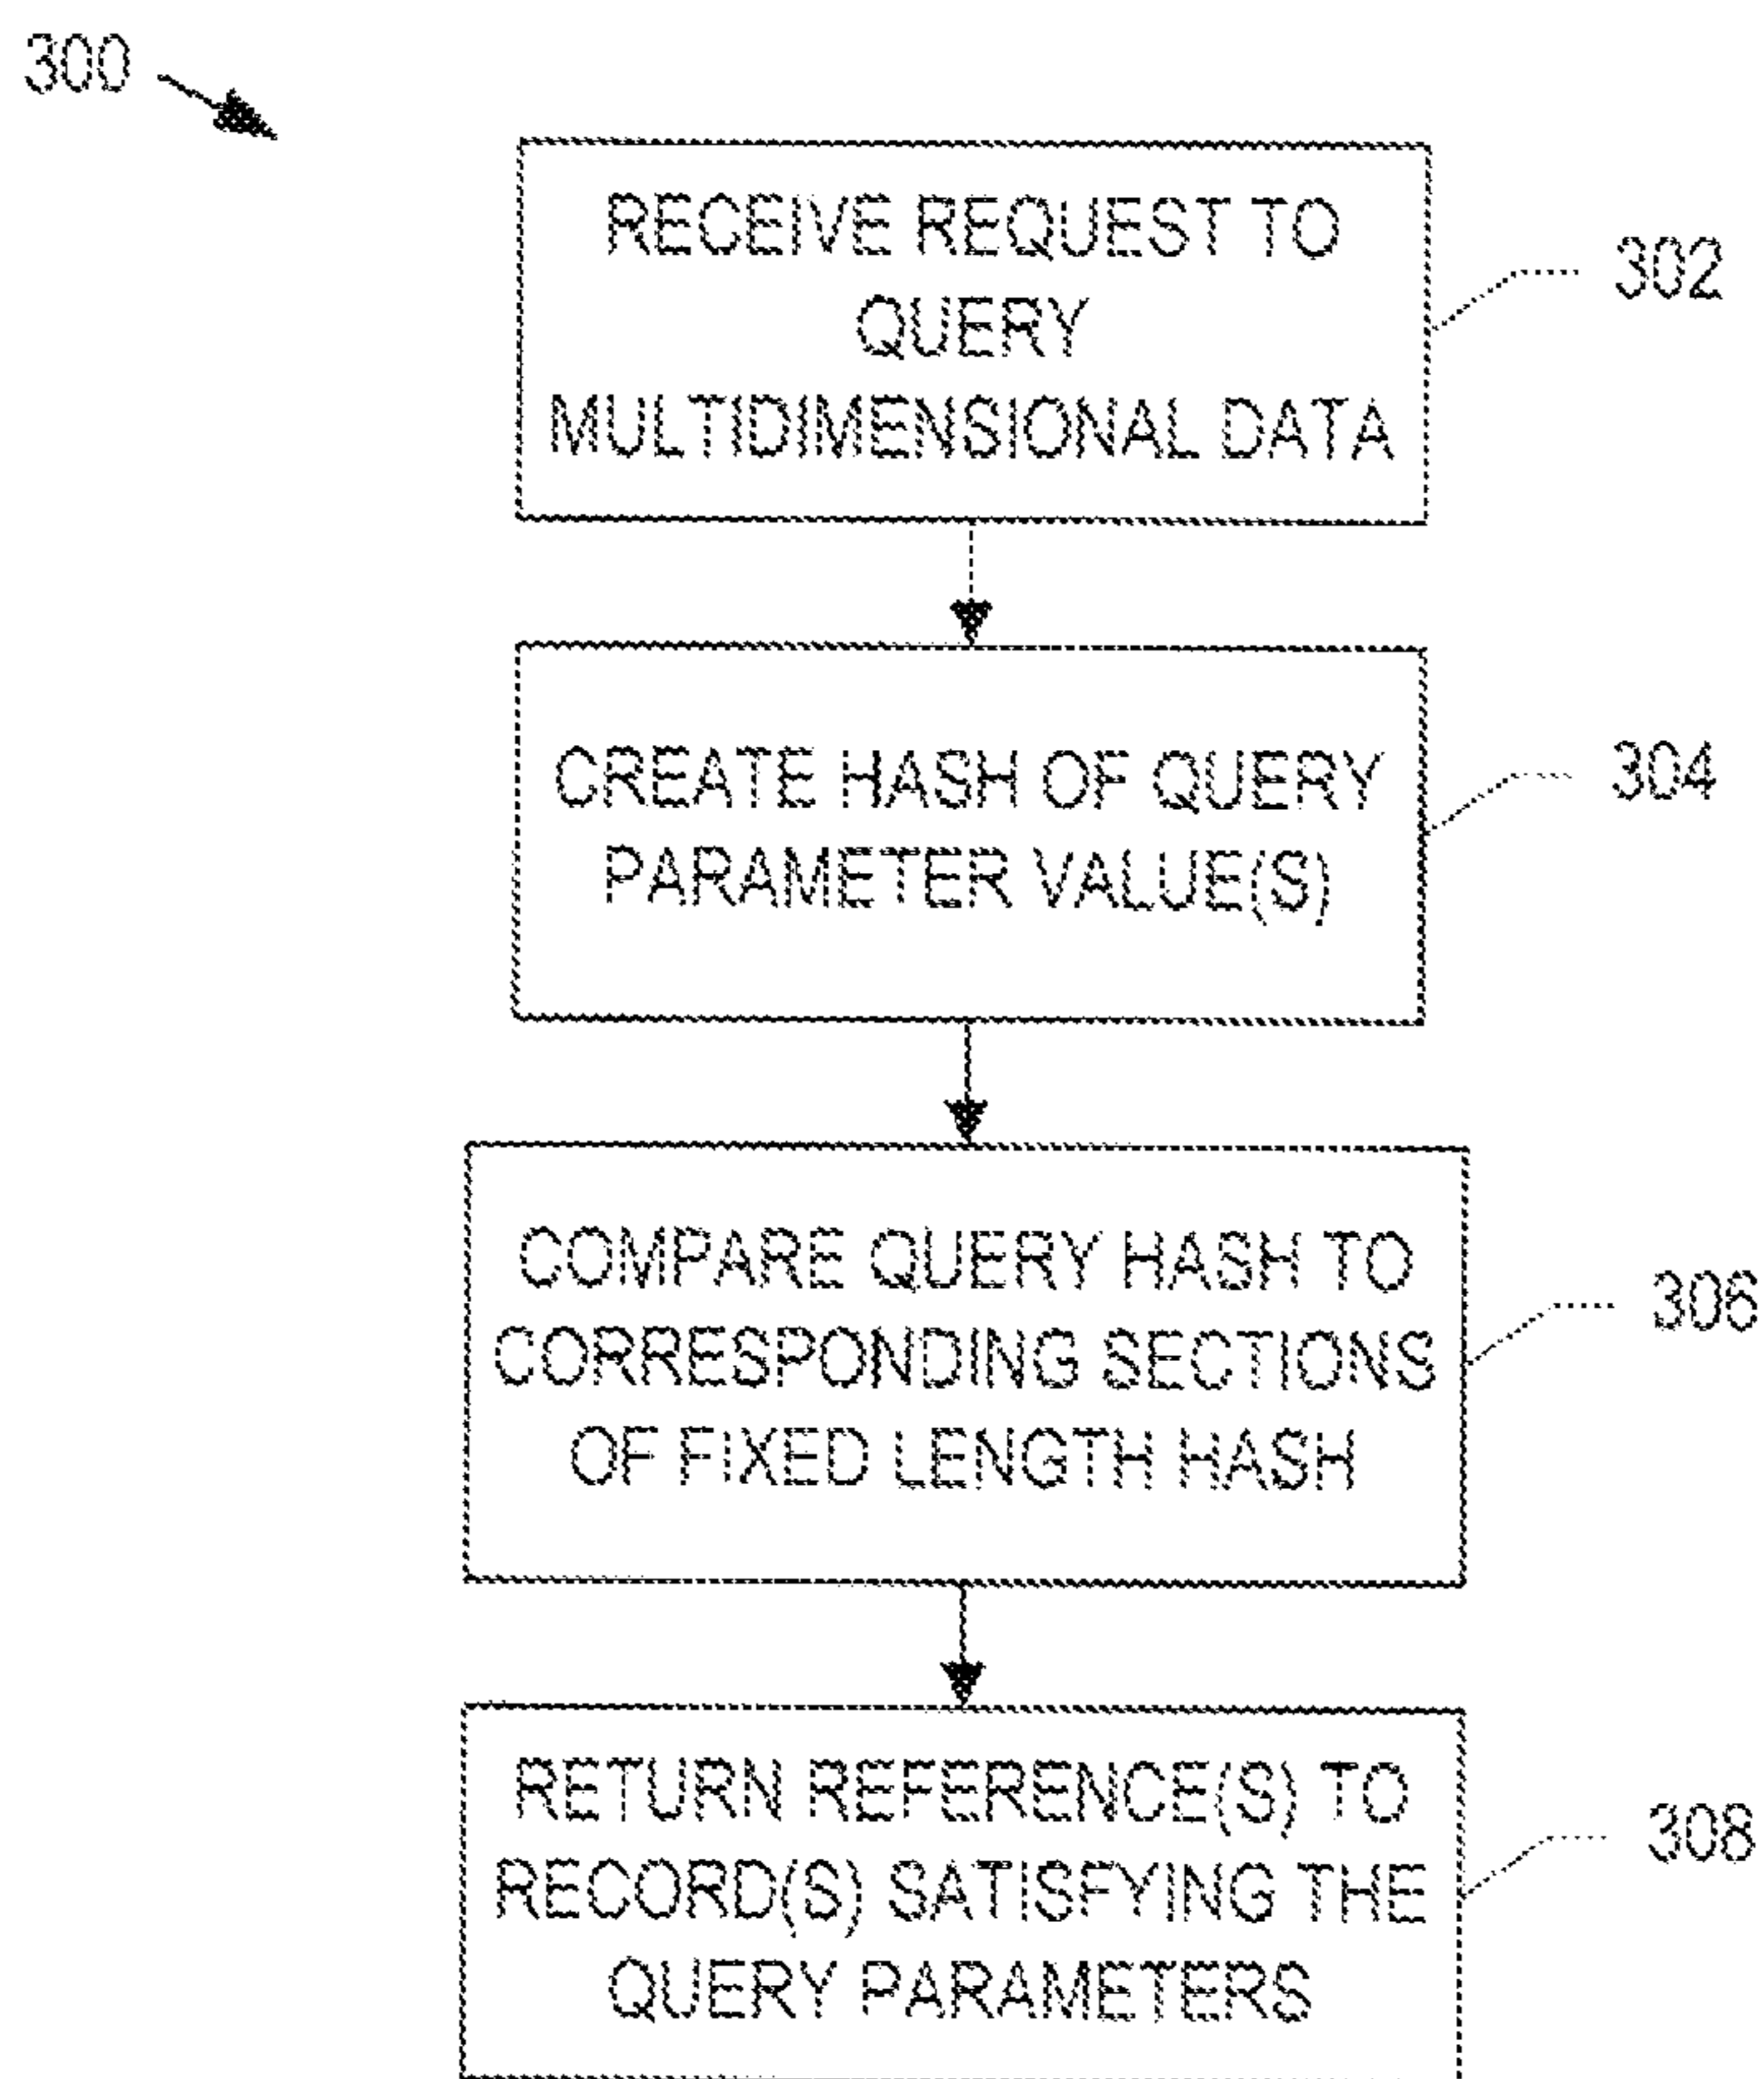 300
RECEIVE REQUEST TO
QUERY
MULTIDIMENSIONAL DATA
302
CREATE HASH OF QUERY
PARAMETER VALUE(S)
304
COMPARE QUERY HASH TO
CORRESPONDING SECTIONS
OF FIXED LENGTH HASH
306
RETURN REFERENCE(S) TO
RECORD(S) SATISFYING THE
QUERY PARAMETERS
308